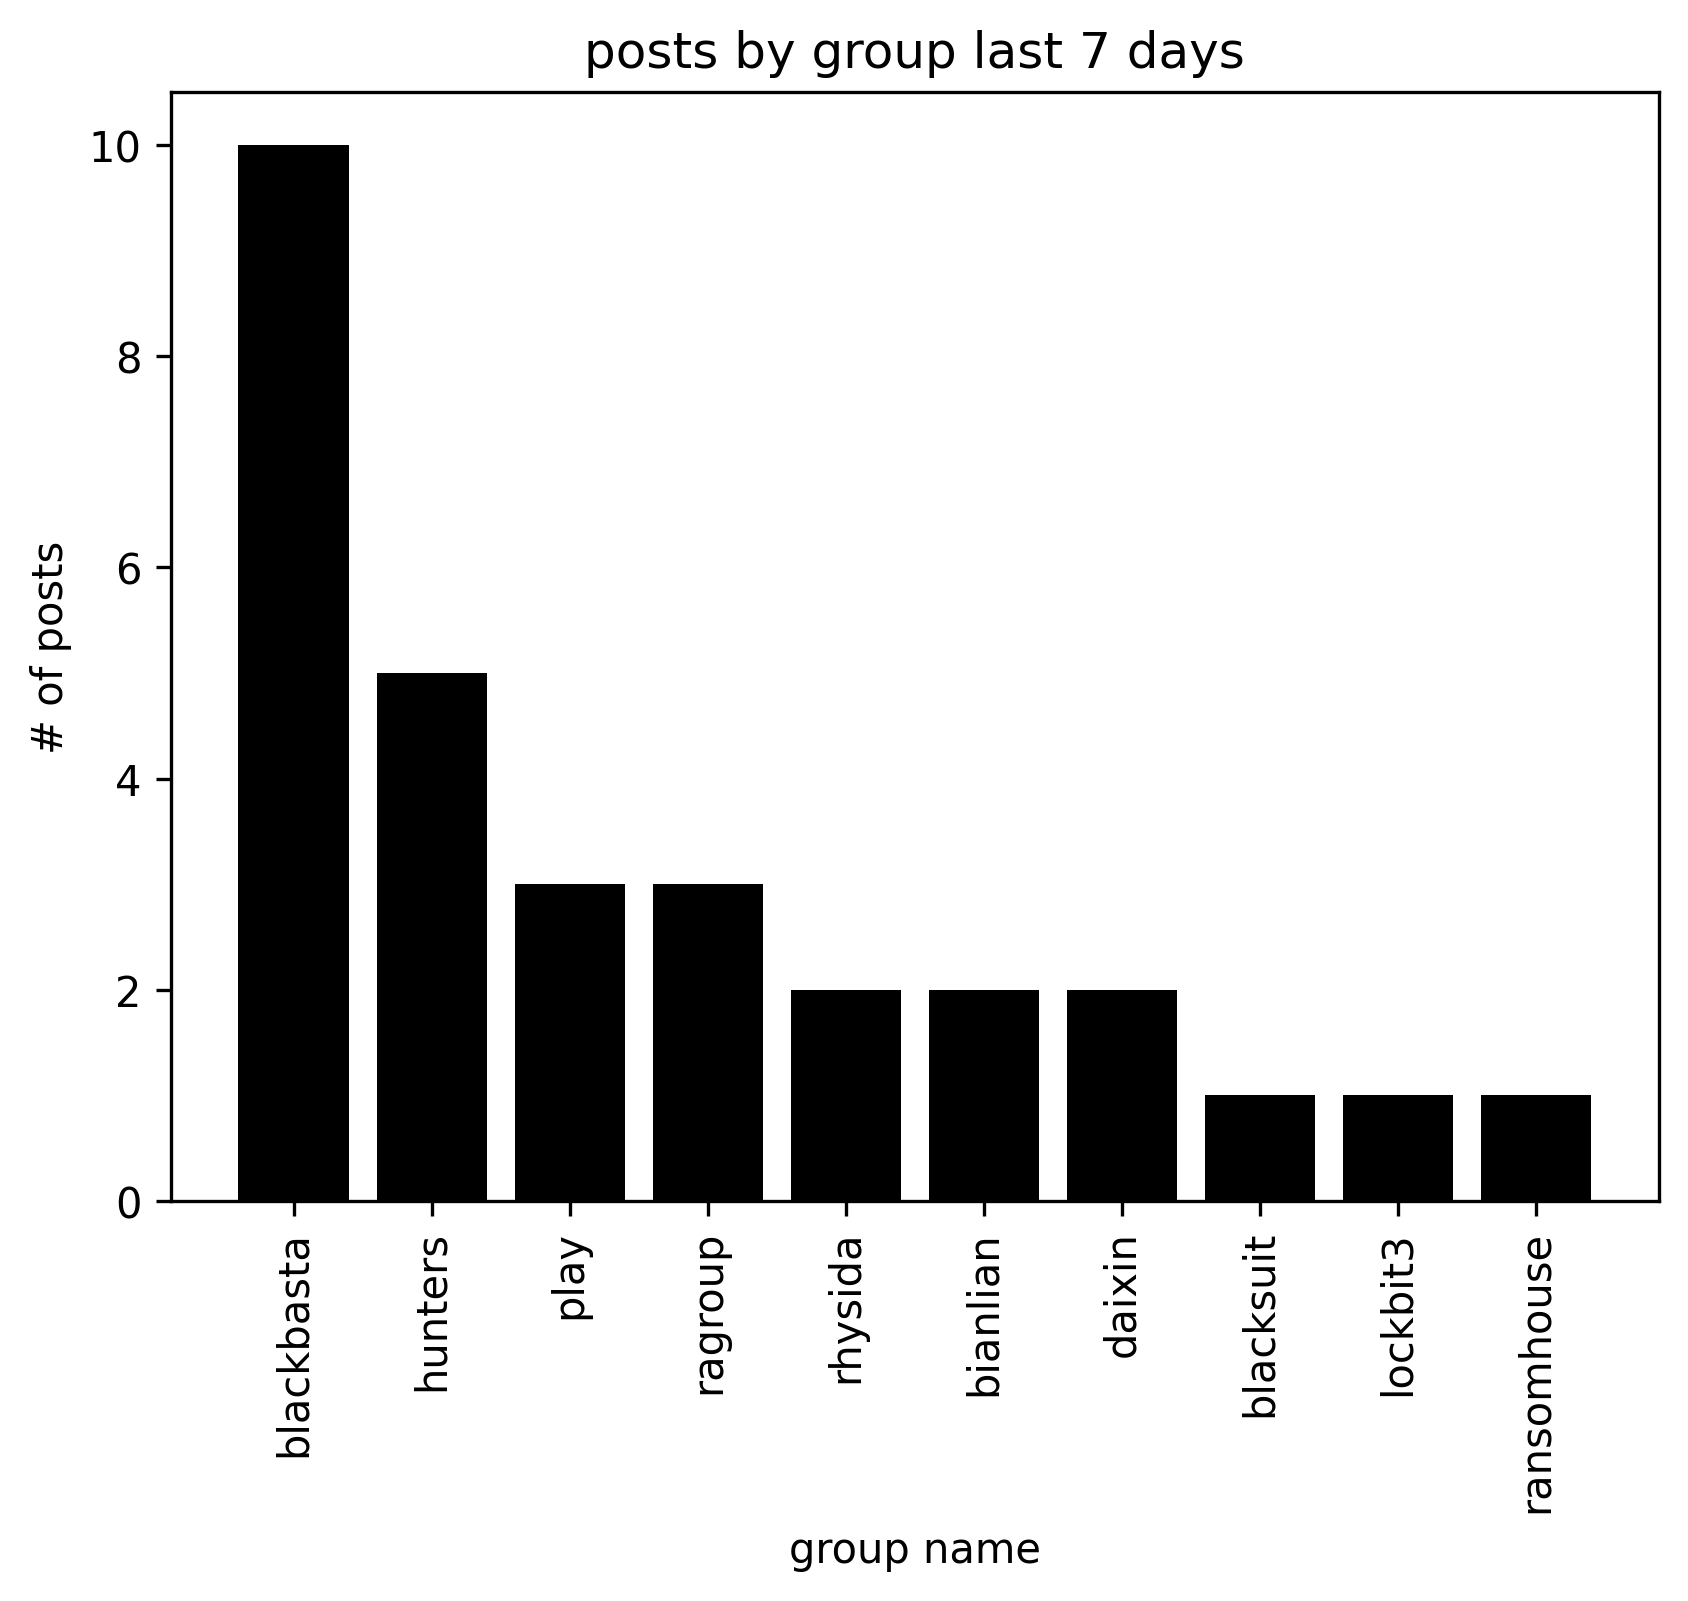 posts by group last 7 days
10
8
6
4
2
0
# of posts
blackbasta
hunters
play
ragroup
rhysida
bianlian
daixin
blacksuit
lockbit3
ransomhouse
group name